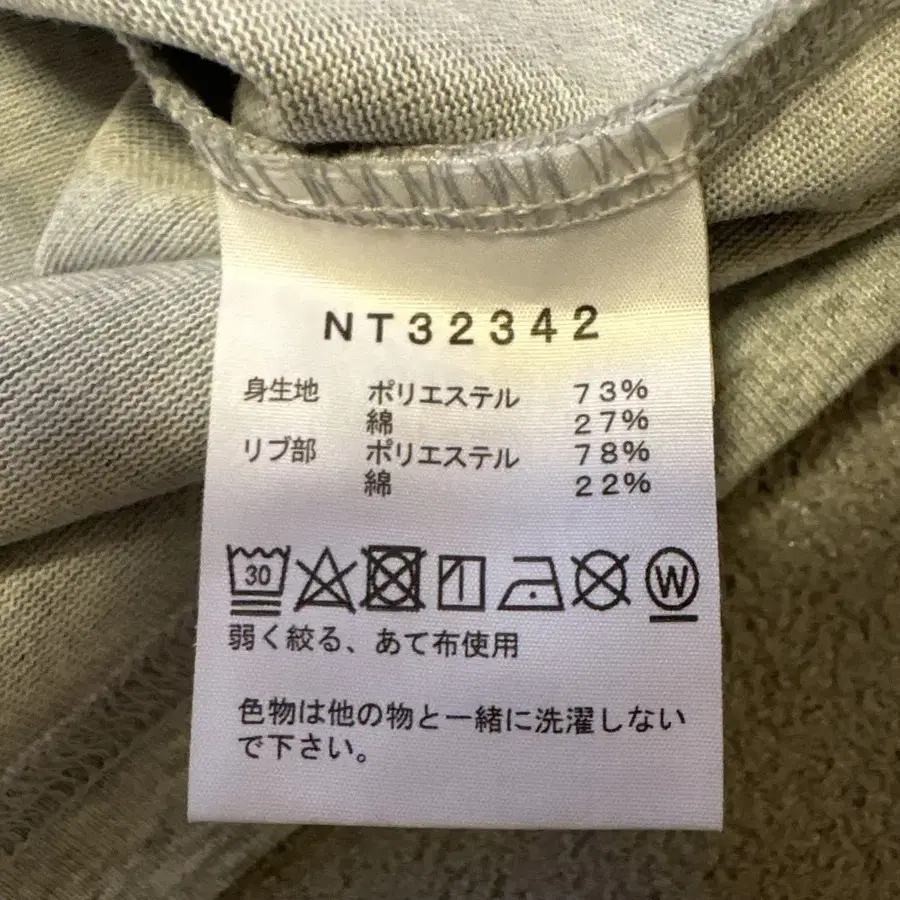 NT32342
身生地 ポリエステル 73%
綿 27%
リブ部 ポリエステル 78%
綿 22%
30 W
弱く絞る、あて布使用
色物は他の物と一緒に洗濯しない
で下さい。